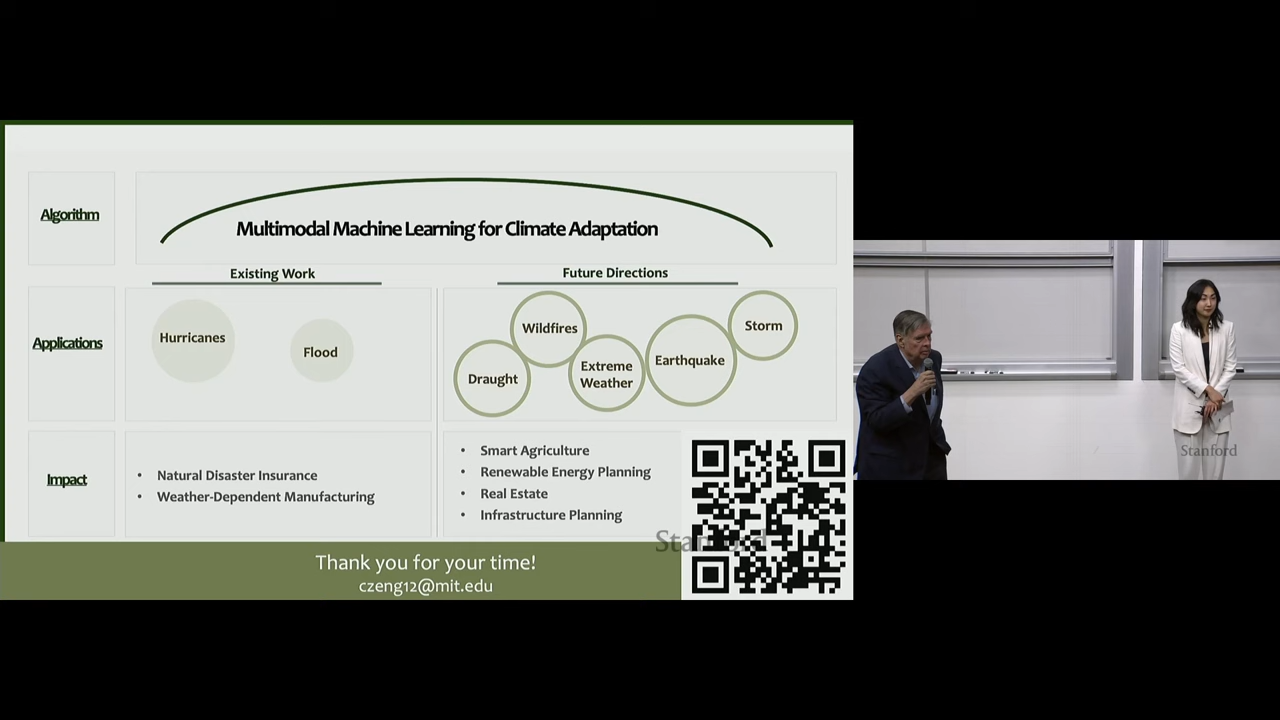 Algorithm
Multimodal Machine Learning for Climate Adaptation
Existing Work
Future Directions
Applications
Hurricanes
Flood
Draught
Wildfires
Extreme
Weather
Earthquake
Storm
Impact
• Natural Disaster Insurance
• Weather-Dependent Manufacturing
• Smart Agriculture
• Renewable Energy Planning
• Real Estate
• Infrastructure Planning
Thank you for your time!
czeng12@mit.edu
Stanford
Stanford